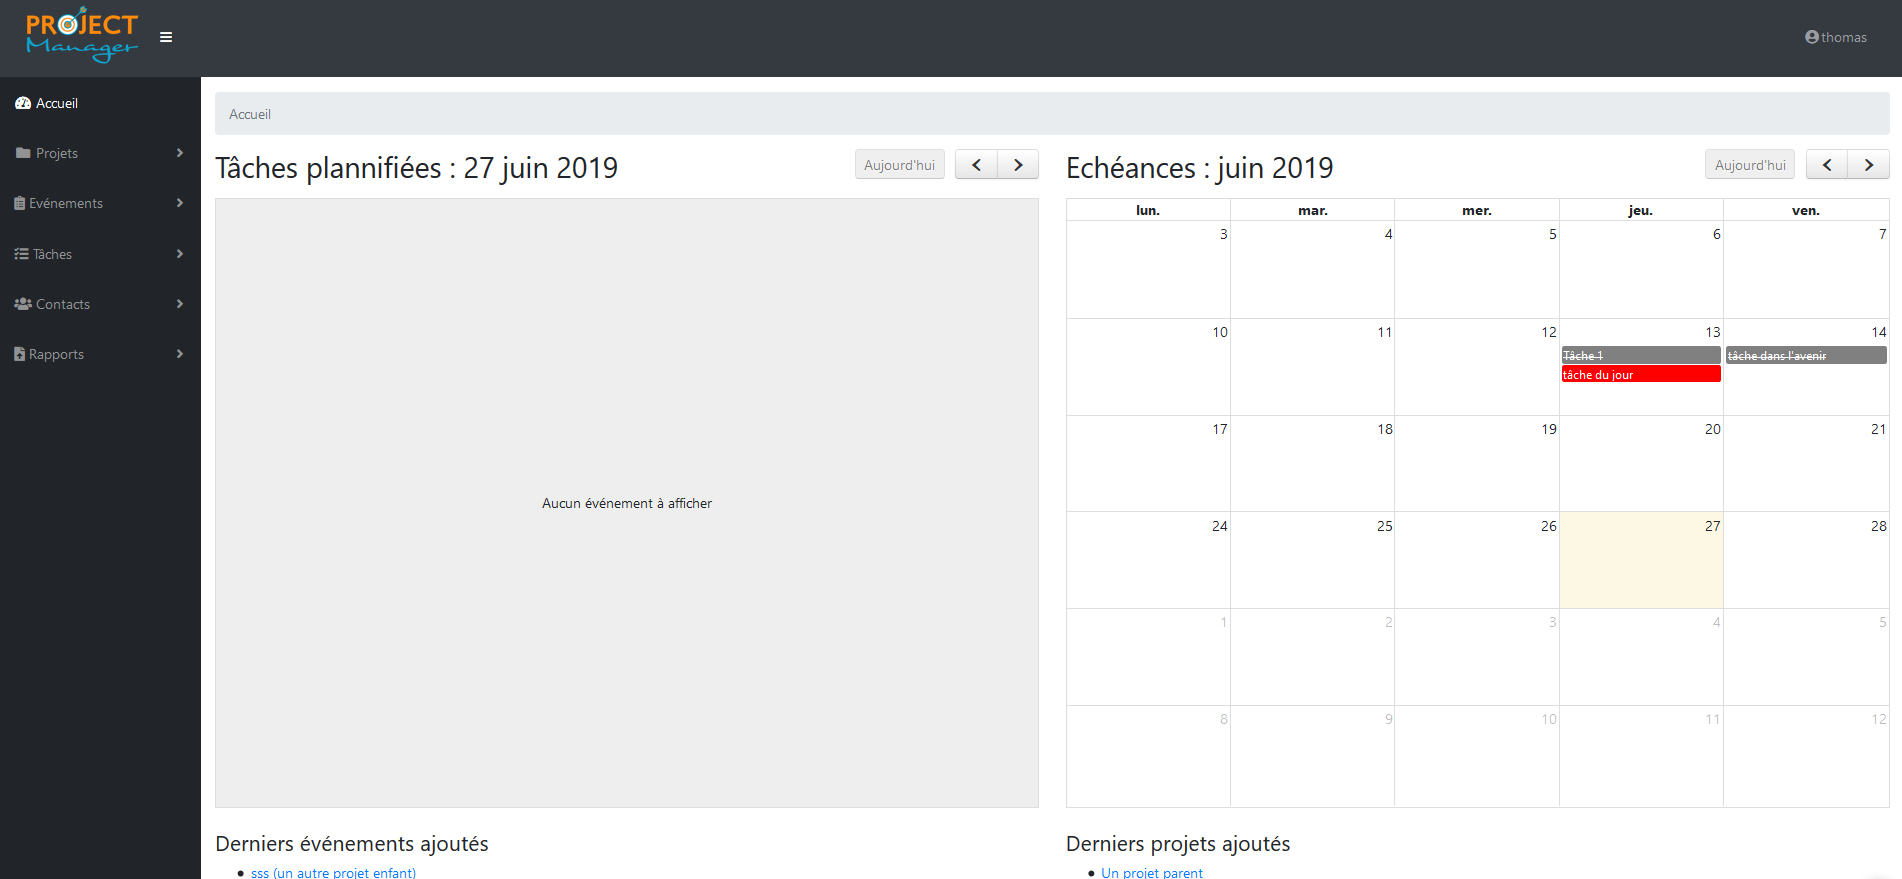 PROJECT
Manager
thomas
Accueil
Projets
Evénements
Tâches
Contacts
Rapports
Accueil
Tâches plannifiées : 27 juin 2019
Aujourd'hui
Aucun événement à afficher
Echéances : juin 2019
Aujourd'hui
lun. mar. mer. jeu. ven.
3 4 5 6 7
10 11 12 13 14
Tâche 1 tâche dans l'avenir
tâche du jour
17 18 19 20 21
24 25 26 27 28
1 2 3 4 5
8 9 10 11 12
Derniers événements ajoutés
sss (un autre projet enfant)
Derniers projets ajoutés
Un projet parent